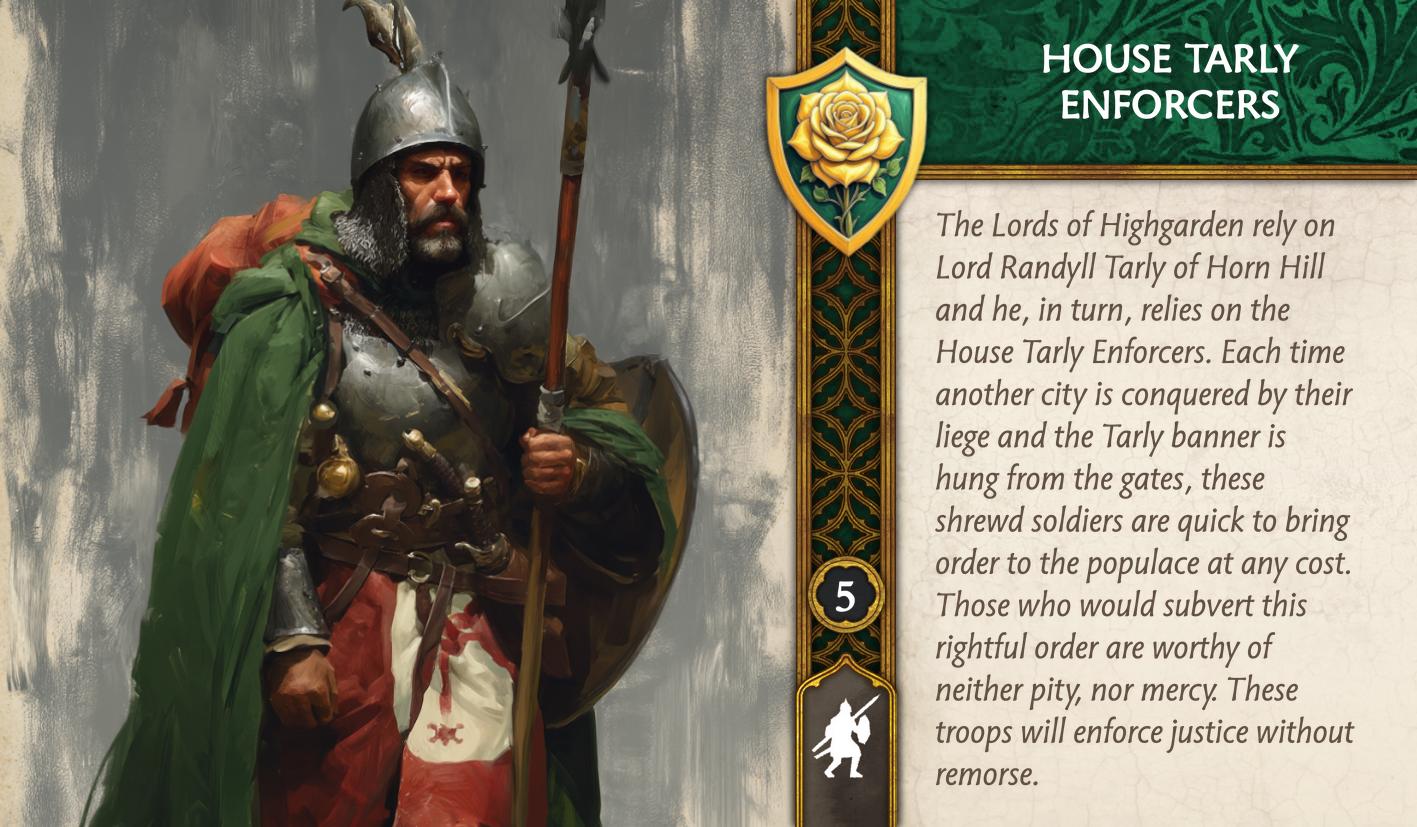 HOUSE TARLY
ENFORCERS
The Lords of Highgarden rely on
Lord Randyll Tarly of Horn Hill
and he, in turn, relies on the
House Tarly Enforcers. Each time
another city is conquered by their
liege and the Tarly banner is
hung from the gates, these
shrewd soldiers are quick to bring
order to the populace at any cost.
Those who would subvert this
rightful order are worthy of
neither pity, nor mercy. These
troops will enforce justice without
remorse.
5